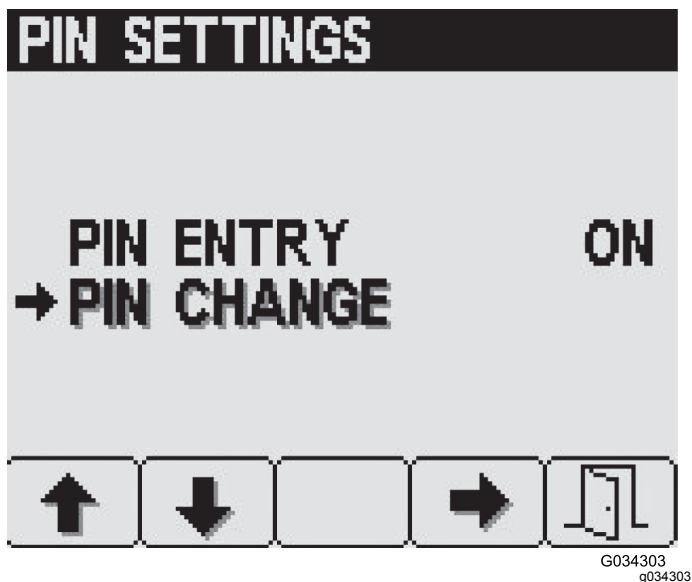 PIN SETTINGS
PIN ENTRY ON
PIN CHANGE
G034303
g034303